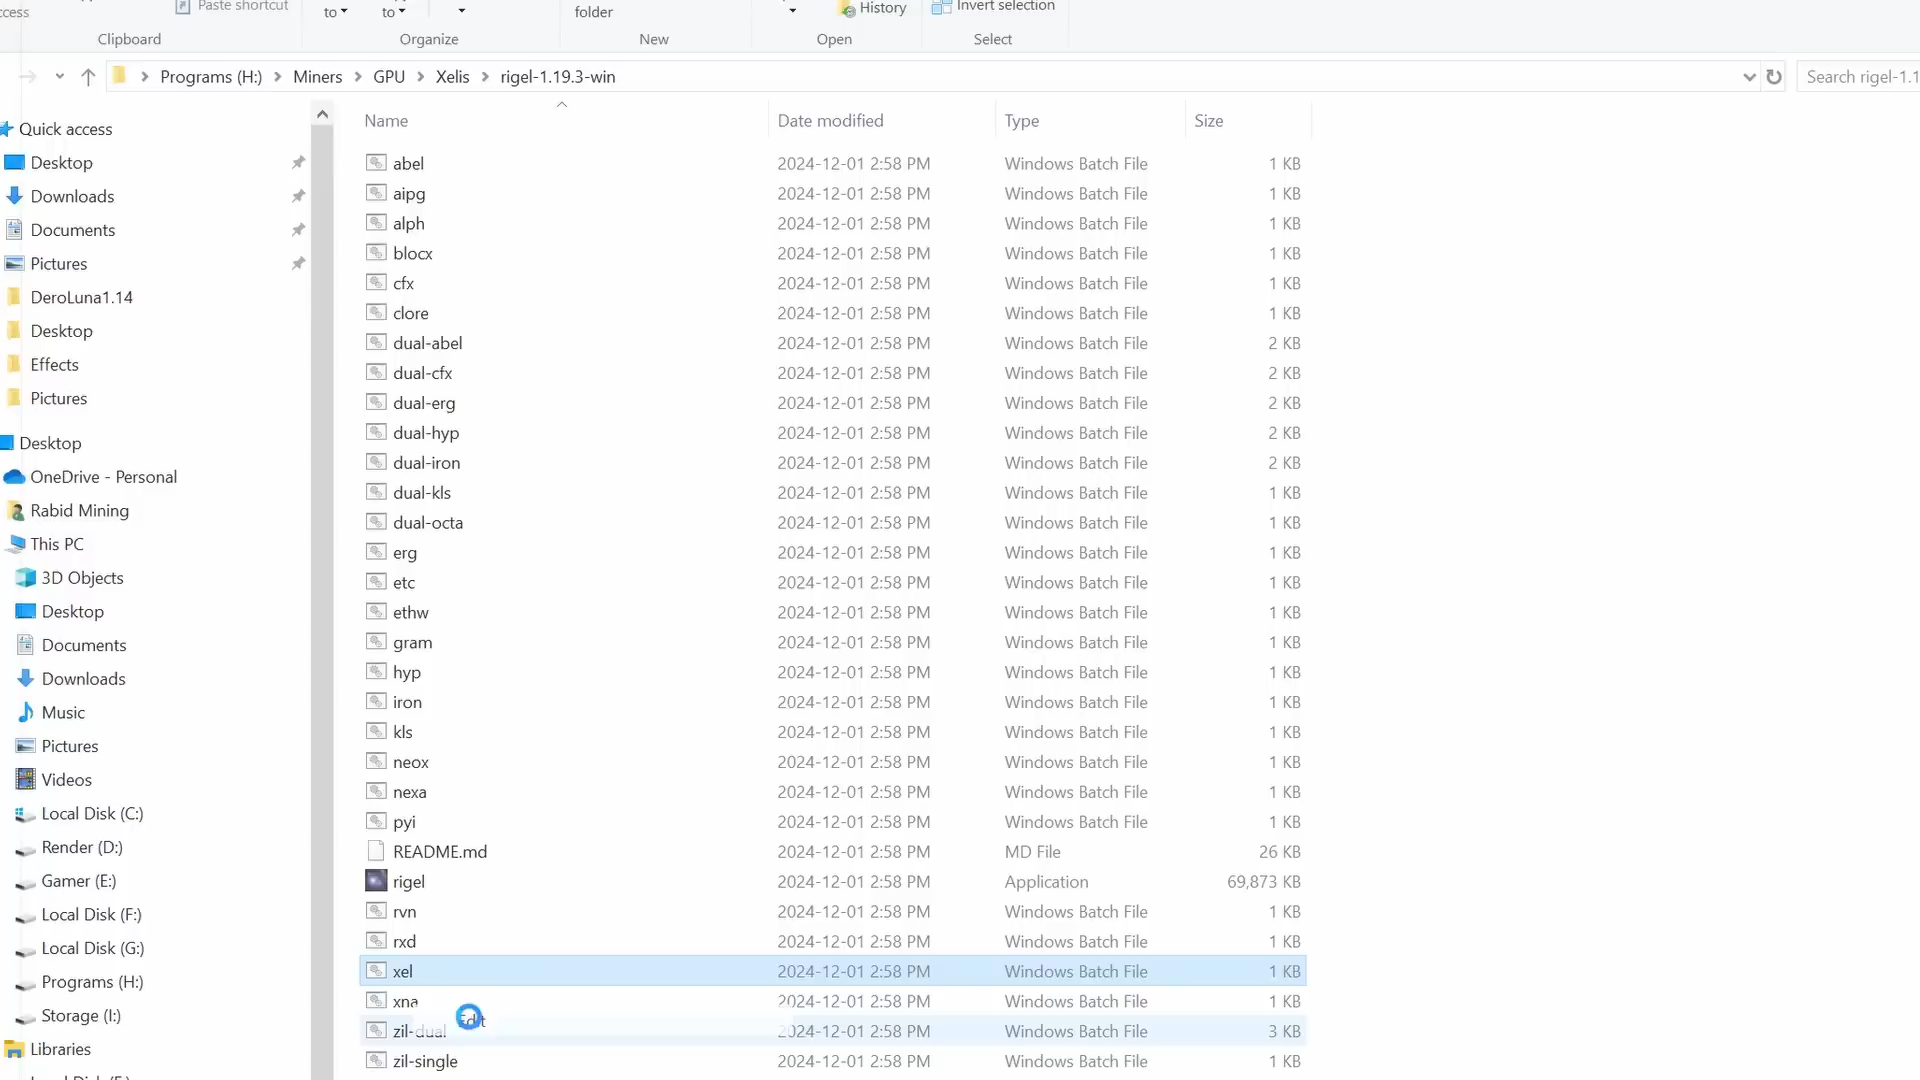 ccess
Paste shortcut
to
to
folder
History
Invert selection
Clipboard
Organize
New
Open
Select
Programs (H:) > Miners > GPU > Xelis > rigel-1.19.3-win
Search rigel-1.1
Name Date modified Type Size
Quick access
Desktop
Downloads
Documents
Pictures
DeroLuna1.14
Desktop
Effects
Pictures
Desktop
OneDrive - Personal
Rabid Mining
This PC
3D Objects
Desktop
Documents
Downloads
Music
Pictures
Videos
Local Disk (C:)
Render (D:)
Gamer (E:)
Local Disk (F:)
Local Disk (G:)
Programs (H:)
Storage (I:)
Libraries
abel 2024-12-01 2:58 PM Windows Batch File 1 KB
aipg 2024-12-01 2:58 PM Windows Batch File 1 KB
alph 2024-12-01 2:58 PM Windows Batch File 1 KB
blocx 2024-12-01 2:58 PM Windows Batch File 1 KB
cfx 2024-12-01 2:58 PM Windows Batch File 1 KB
clore 2024-12-01 2:58 PM Windows Batch File 1 KB
dual-abel 2024-12-01 2:58 PM Windows Batch File 2 KB
dual-cfx 2024-12-01 2:58 PM Windows Batch File 2 KB
dual-erg 2024-12-01 2:58 PM Windows Batch File 2 KB
dual-hyp 2024-12-01 2:58 PM Windows Batch File 2 KB
dual-iron 2024-12-01 2:58 PM Windows Batch File 2 KB
dual-kls 2024-12-01 2:58 PM Windows Batch File 1 KB
dual-octa 2024-12-01 2:58 PM Windows Batch File 1 KB
erg 2024-12-01 2:58 PM Windows Batch File 1 KB
etc 2024-12-01 2:58 PM Windows Batch File 1 KB
ethw 2024-12-01 2:58 PM Windows Batch File 1 KB
gram 2024-12-01 2:58 PM Windows Batch File 1 KB
hyp 2024-12-01 2:58 PM Windows Batch File 1 KB
iron 2024-12-01 2:58 PM Windows Batch File 1 KB
kls 2024-12-01 2:58 PM Windows Batch File 1 KB
neox 2024-12-01 2:58 PM Windows Batch File 1 KB
nexa 2024-12-01 2:58 PM Windows Batch File 1 KB
pyi 2024-12-01 2:58 PM Windows Batch File 1 KB
README.md 2024-12-01 2:58 PM MD File 26 KB
rigel 2024-12-01 2:58 PM Application 69,873 KB
rvn 2024-12-01 2:58 PM Windows Batch File 1 KB
rxd 2024-12-01 2:58 PM Windows Batch File 1 KB
xel 2024-12-01 2:58 PM Windows Batch File 1 KB
xna 2024-12-01 2:58 PM Windows Batch File 1 KB
Edit
zil-dual 2024-12-01 2:58 PM Windows Batch File 3 KB
zil-single 2024-12-01 2:58 PM Windows Batch File 1 KB